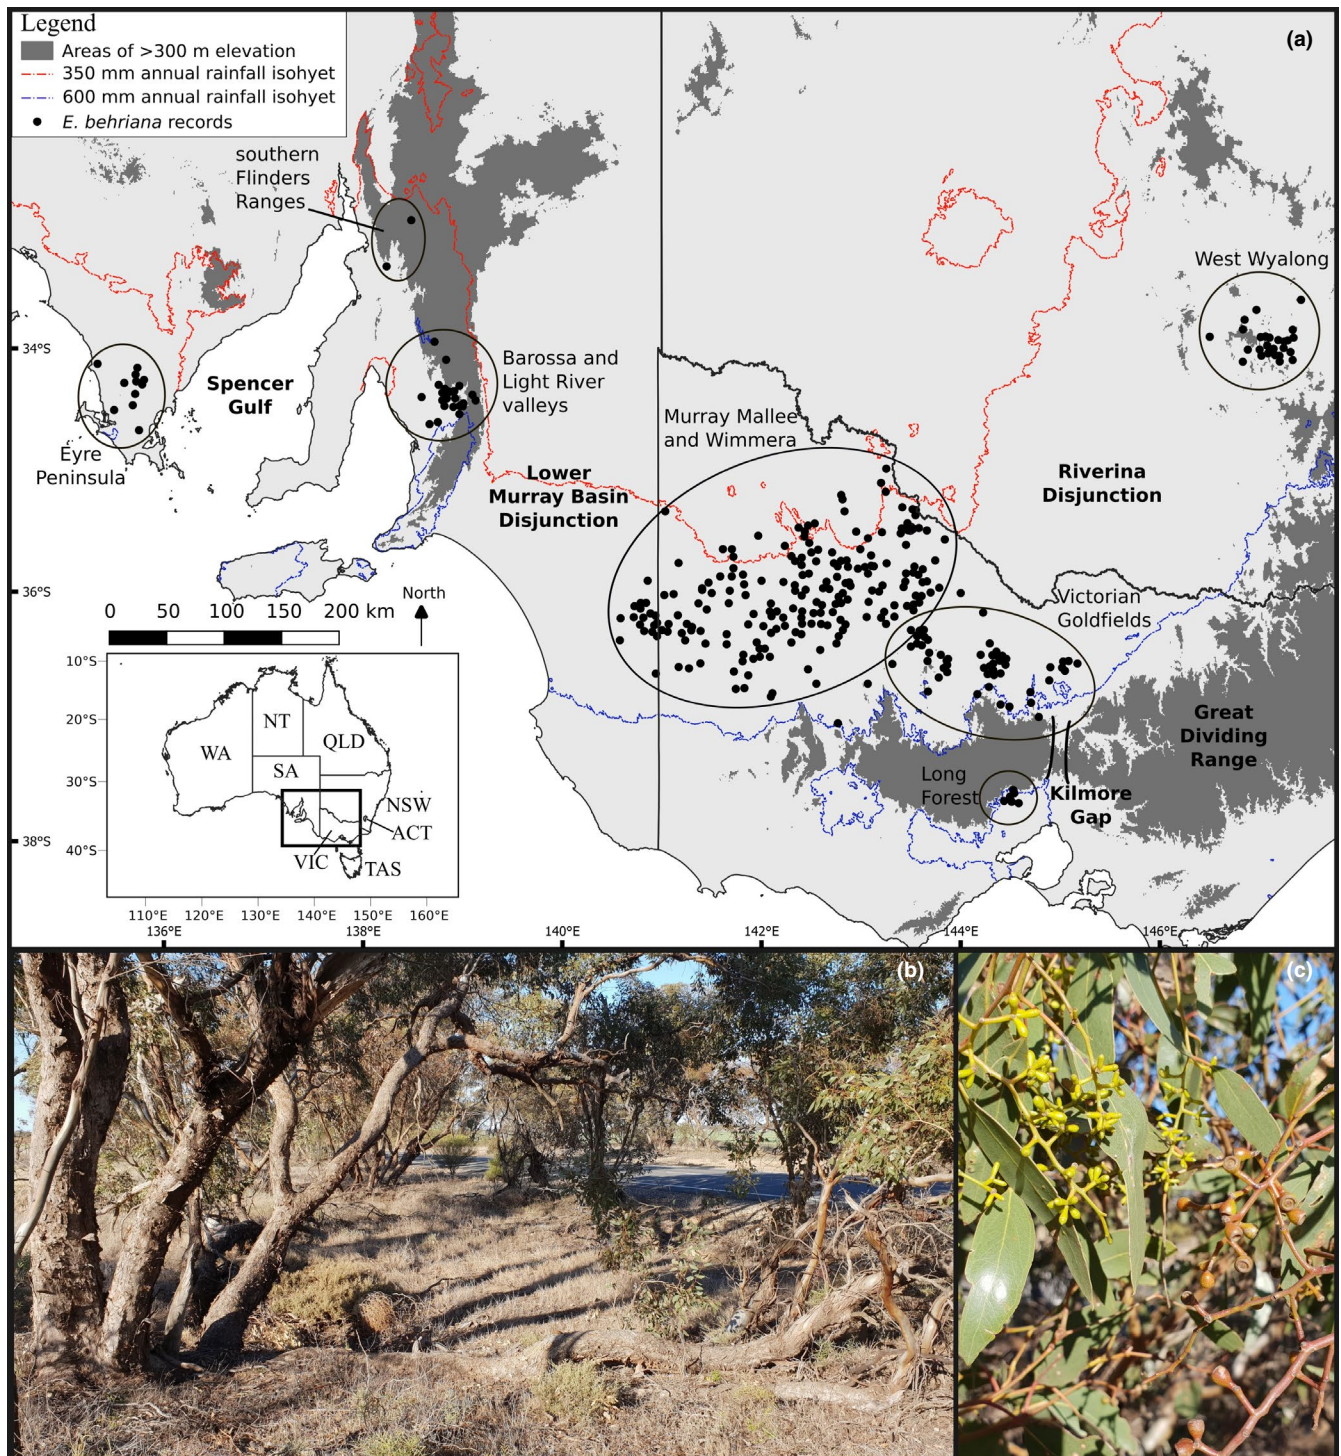 Legend
Areas of >300 m elevation
350 mm annual rainfall isohyet
600 mm annual rainfall isohyet
E. behriana records
(a)
southern
Flinders
Ranges
West Wyalong
34°S
Spencer
Gulf
Barossa and
Light River
valleys
Murray Mallee
and Wimmera
Eyre
Peninsula
Lower
Murray Basin
Disjunction
Riverina
Disjunction
36°S
North
0 50 100 150 200 km
Victorian
Goldfields
10°S
20°S
30°S
40°S
NT
WA
QLD
SA
NSW
ACT
VIC
TAS
110°E 120°E 130°E 140°E 150°E 160°E
Great
Dividing
Range
Long
Forest
Kilmore
Gap
38°S
136°E 138°E 140°E 142°E 144°E 146°E
(b)
(c)